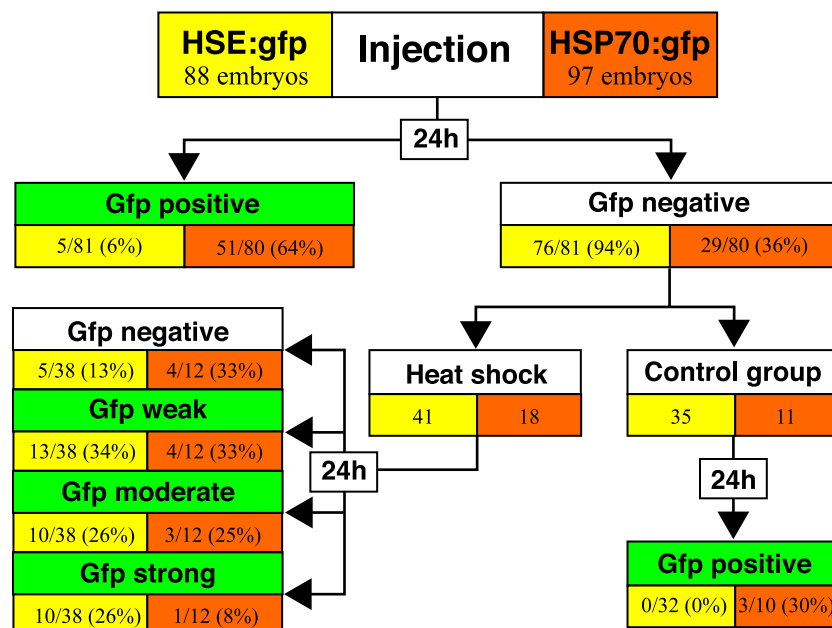 HSE:gfp Injection HSP70:gfp
88 embryos 97 embryos
24h
Gfp positive
5/81 (6%) 51/80 (64%)
Gfp negative
76/81 (94%) 29/80 (36%)
Gfp negative
5/38 (13%) 4/12 (33%)
Gfp weak
13/38 (34%) 4/12 (33%)
Gfp moderate
10/38 (26%) 3/12 (25%)
Gfp strong
10/38 (26%) 1/12 (8%)
24h
Heat shock
41 18
Control group
35 11
24h
Gfp positive
0/32 (0%) 3/10 (30%)